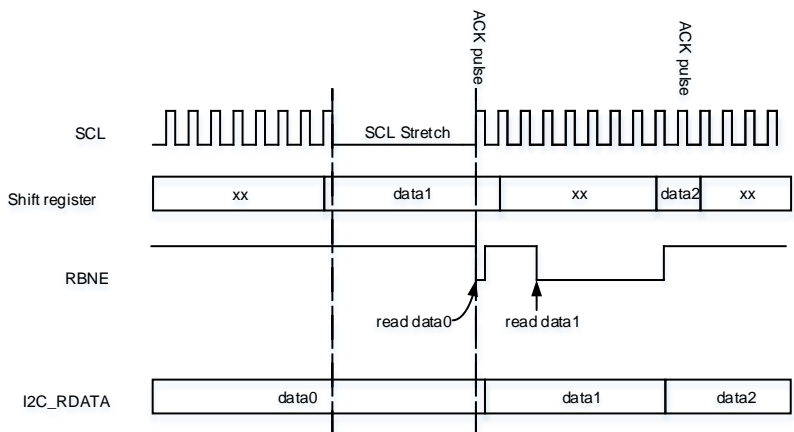 ACK pulse
ACK pulse
SCL
SCL Stretch
Shift register
xx
data1
xx
data2
xx
RBNE
read data0
read data1
I2C_RDATA
data0
data1
data2